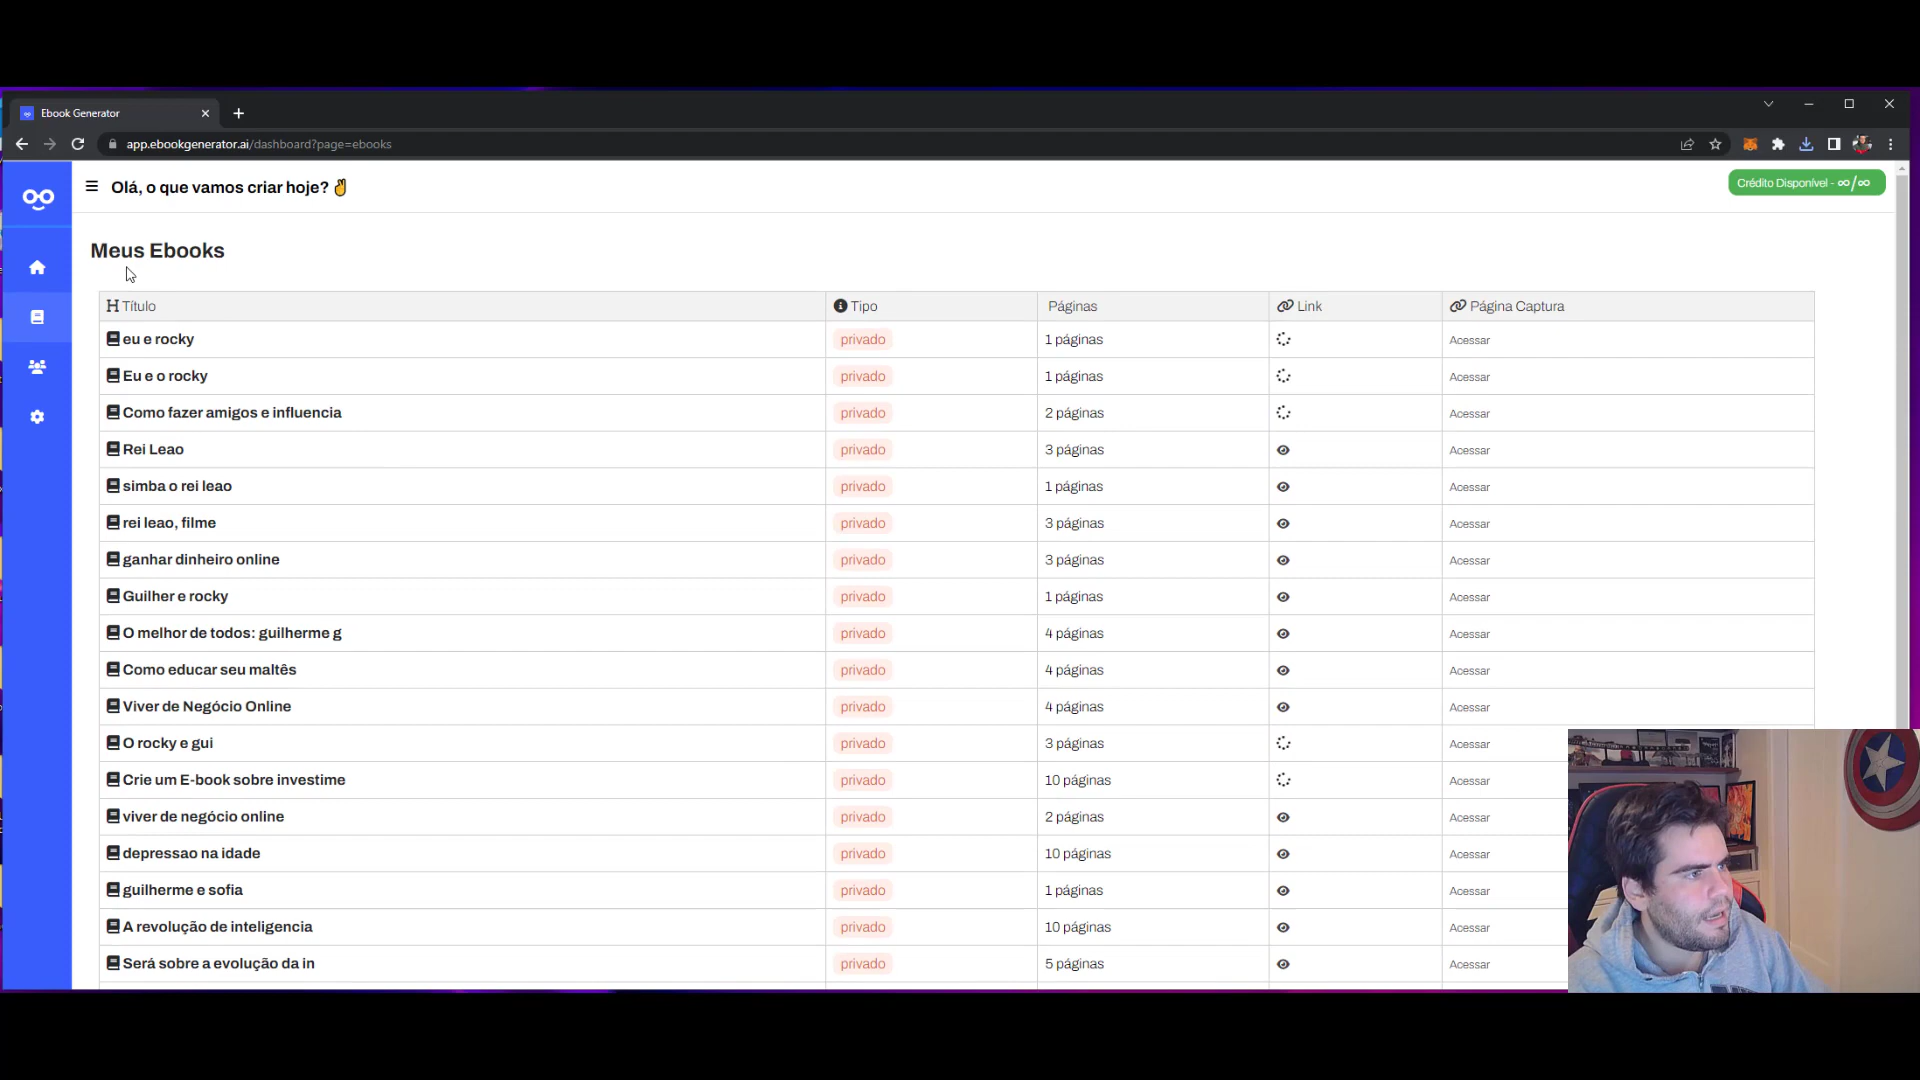 Ebook Generator
app.ebookgenerator.ai/dashboard?page=ebooks
Olá, o que vamos criar hoje? ✌
Crédito Disponível - ∞/∞
Meus Ebooks
Título Tipo Páginas Link Página Captura
eu e rocky privado 1 páginas Acessar
Eu e o rocky privado 1 páginas Acessar
Como fazer amigos e influencia privado 2 páginas Acessar
Rei Leao privado 3 páginas Acessar
simba o rei leao privado 1 páginas Acessar
rei leao, filme privado 3 páginas Acessar
ganhar dinheiro online privado 3 páginas Acessar
Guilher e rocky privado 1 páginas Acessar
O melhor de todos: guilherme g privado 4 páginas Acessar
Como educar seu maltês privado 4 páginas Acessar
Viver de Negócio Online privado 4 páginas Acessar
O rocky e gui privado 3 páginas Acessar
Crie um E-book sobre investime privado 10 páginas Acessar
viver de negócio online privado 2 páginas Acessar
depressao na idade privado 10 páginas Acessar
guilherme e sofia privado 1 páginas Acessar
A revolução de inteligencia privado 10 páginas Acessar
Será sobre a evolução da in privado 5 páginas Acessar